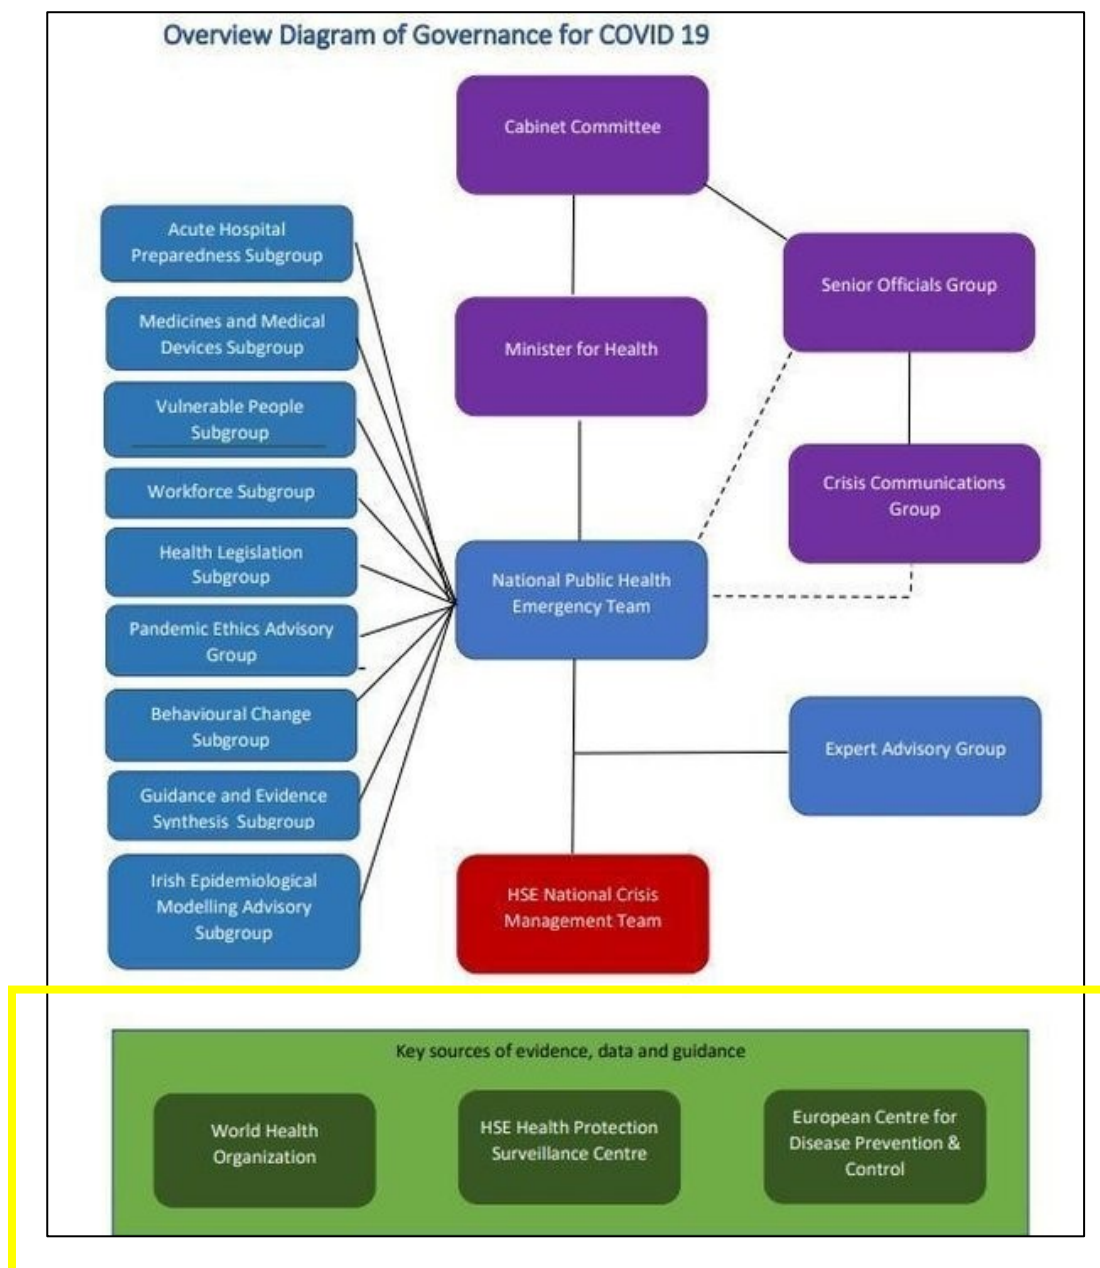 Overview Diagram of Governance for COVID 19
Cabinet Committee
Acute Hospital
Preparedness Subgroup
Senior Officials Group
Medicines and Medical
Devices Subgroup
Minister for Health
Vulnerable People
Subgroup
Workforce Subgroup
Crisis Communications
Group
Health Legislation
Subgroup
National Public Health
Emergency Team
Pandemic Ethics Advisory
Group
Behavioural Change
Subgroup
Expert Advisory Group
Guidance and Evidence
Synthesis Subgroup
Irish Epidemiological
Modelling Advisory
Subgroup
HSE National Crisis
Management Team
Key sources of evidence, data and guidance
World Health
Organization
HSE Health Protection
Surveillance Centre
European Centre for
Disease Prevention &
Control